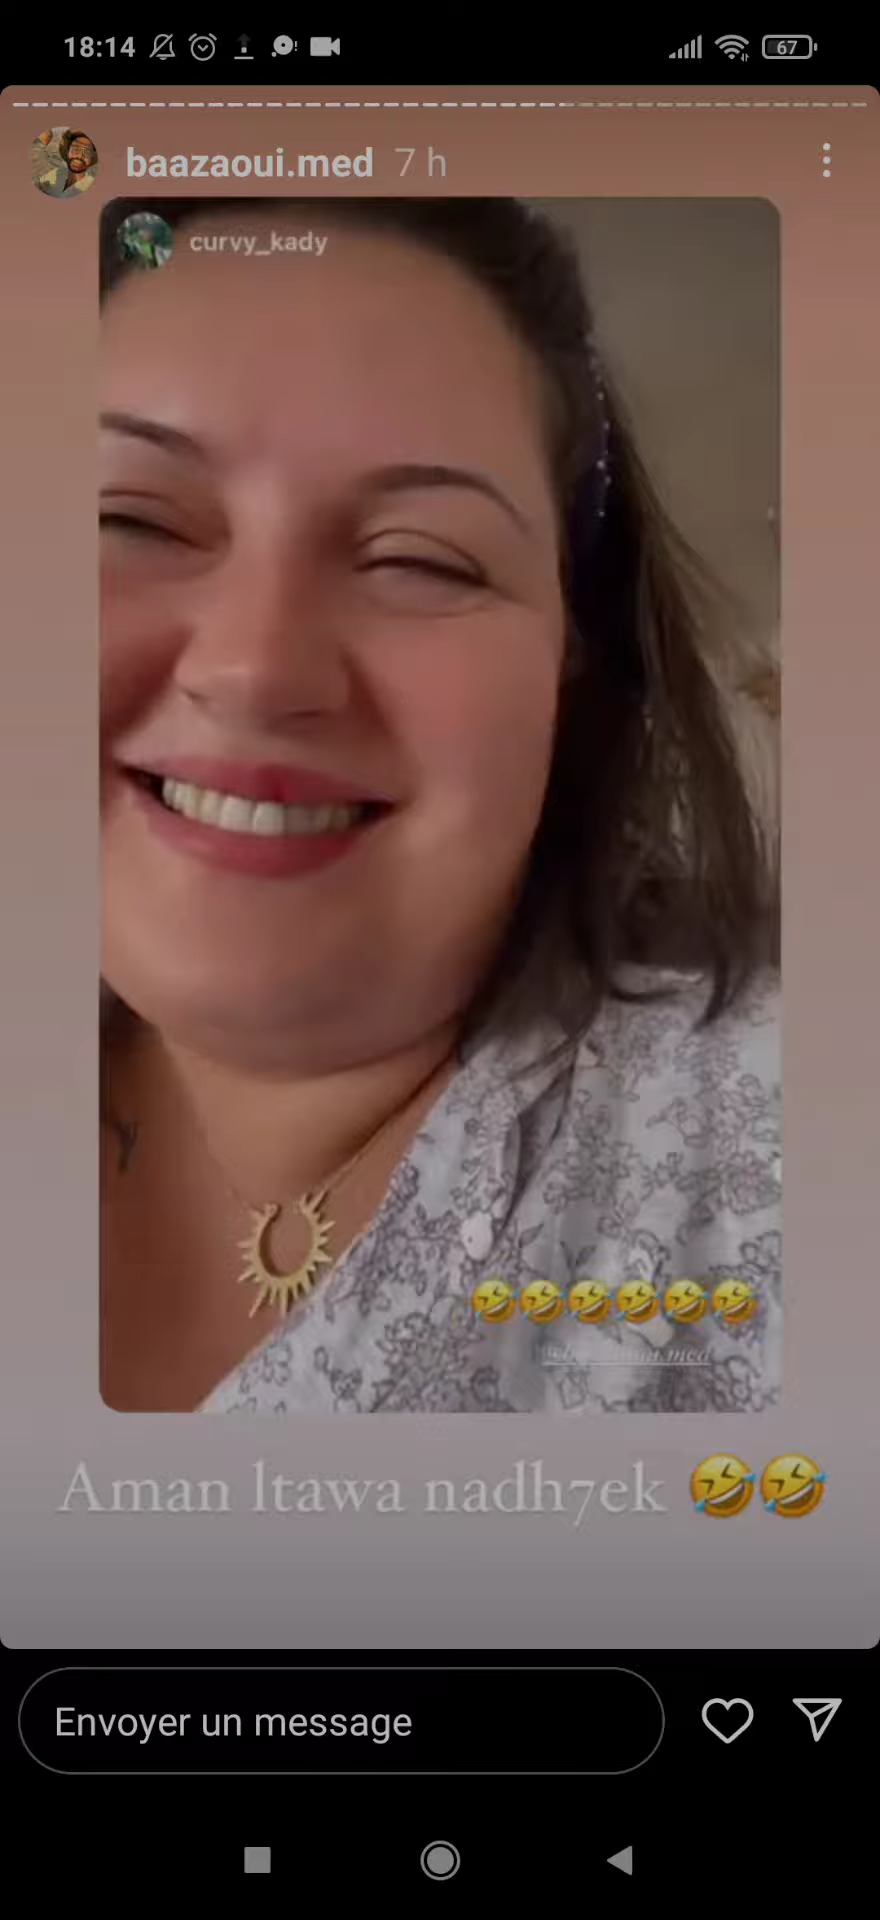 18:14
67
baazaoui.med 7 h
curvy_kady
🤣🤣🤣🤣🤣🤣
Aman ltawa nadh7ek 🤣🤣
Envoyer un message